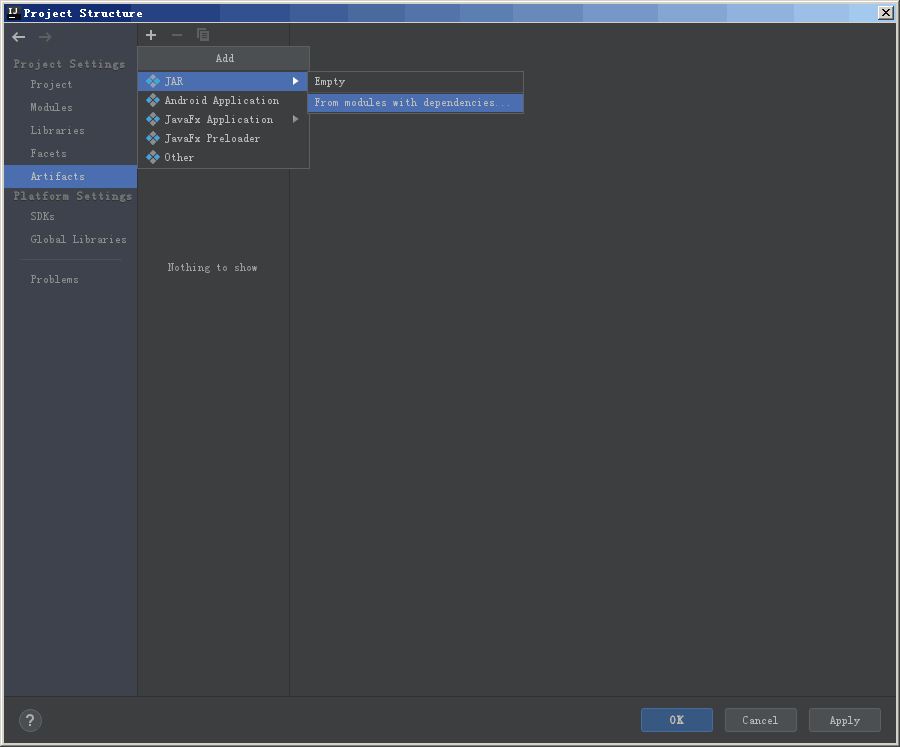 IJ Project Structure
Project Settings
Project
Modules
Libraries
Facets
Artifacts
Platform Settings
SDKs
Global Libraries
Problems
Add
JAR
Android Application
JavaFx Application
JavaFx Preloader
Other
Empty
From modules with dependencies...
Nothing to show
?
OK
Cancel
Apply